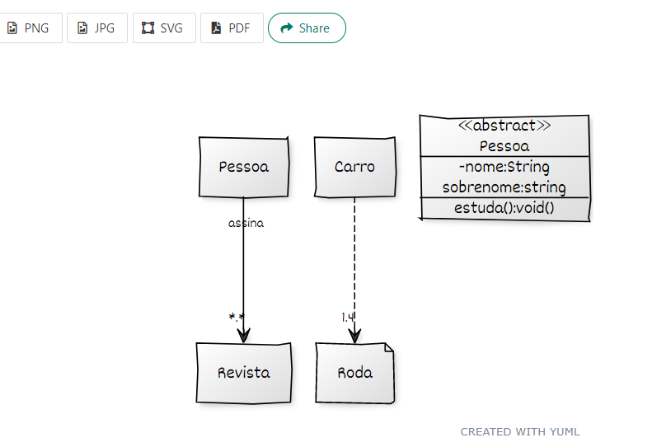 PNG
JPG
SVG
PDF
Share
Pessoa
Carro
<<abstract>>
Pessoa
-nome:String
sobrenome:string
estuda():void()
assina
*.*
1.4
Revista
Roda
CREATED WITH YUML